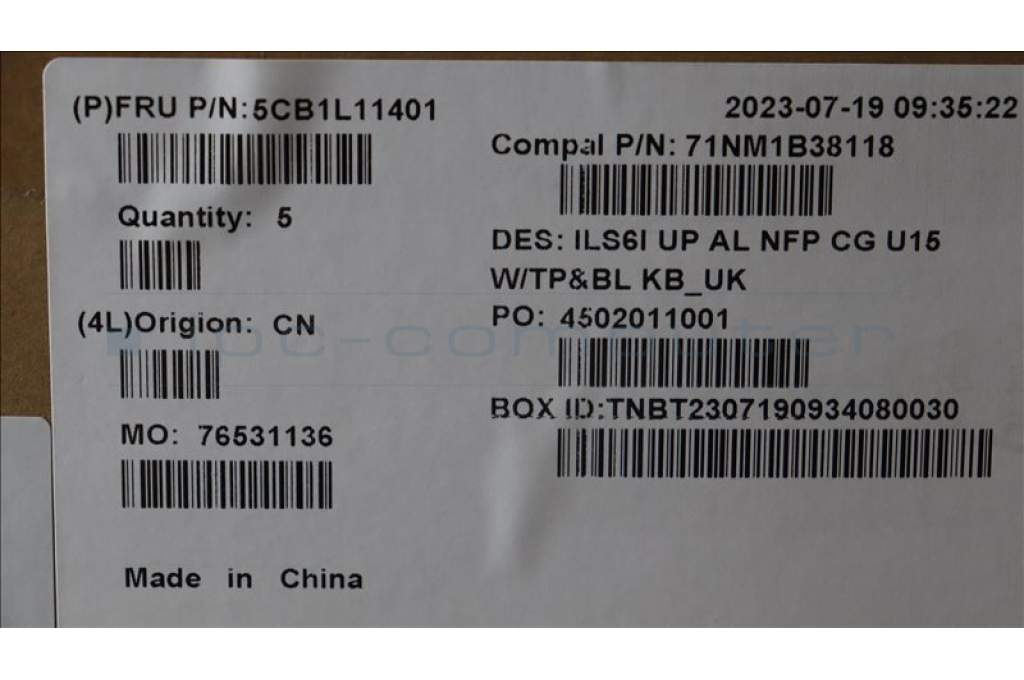 (P)FRU P/N:5CB1L11401
2023-07-19 09:35:22
Compal P/N: 71NM1B38118
Quantity: 5
DES: ILS6I UP AL NFP CG U15
W/TP&BL KB_UK
(4L)Origion: CN
PO: 4502011001
BOX ID:TNBT2307190934080030
MO: 76531136
Made in China